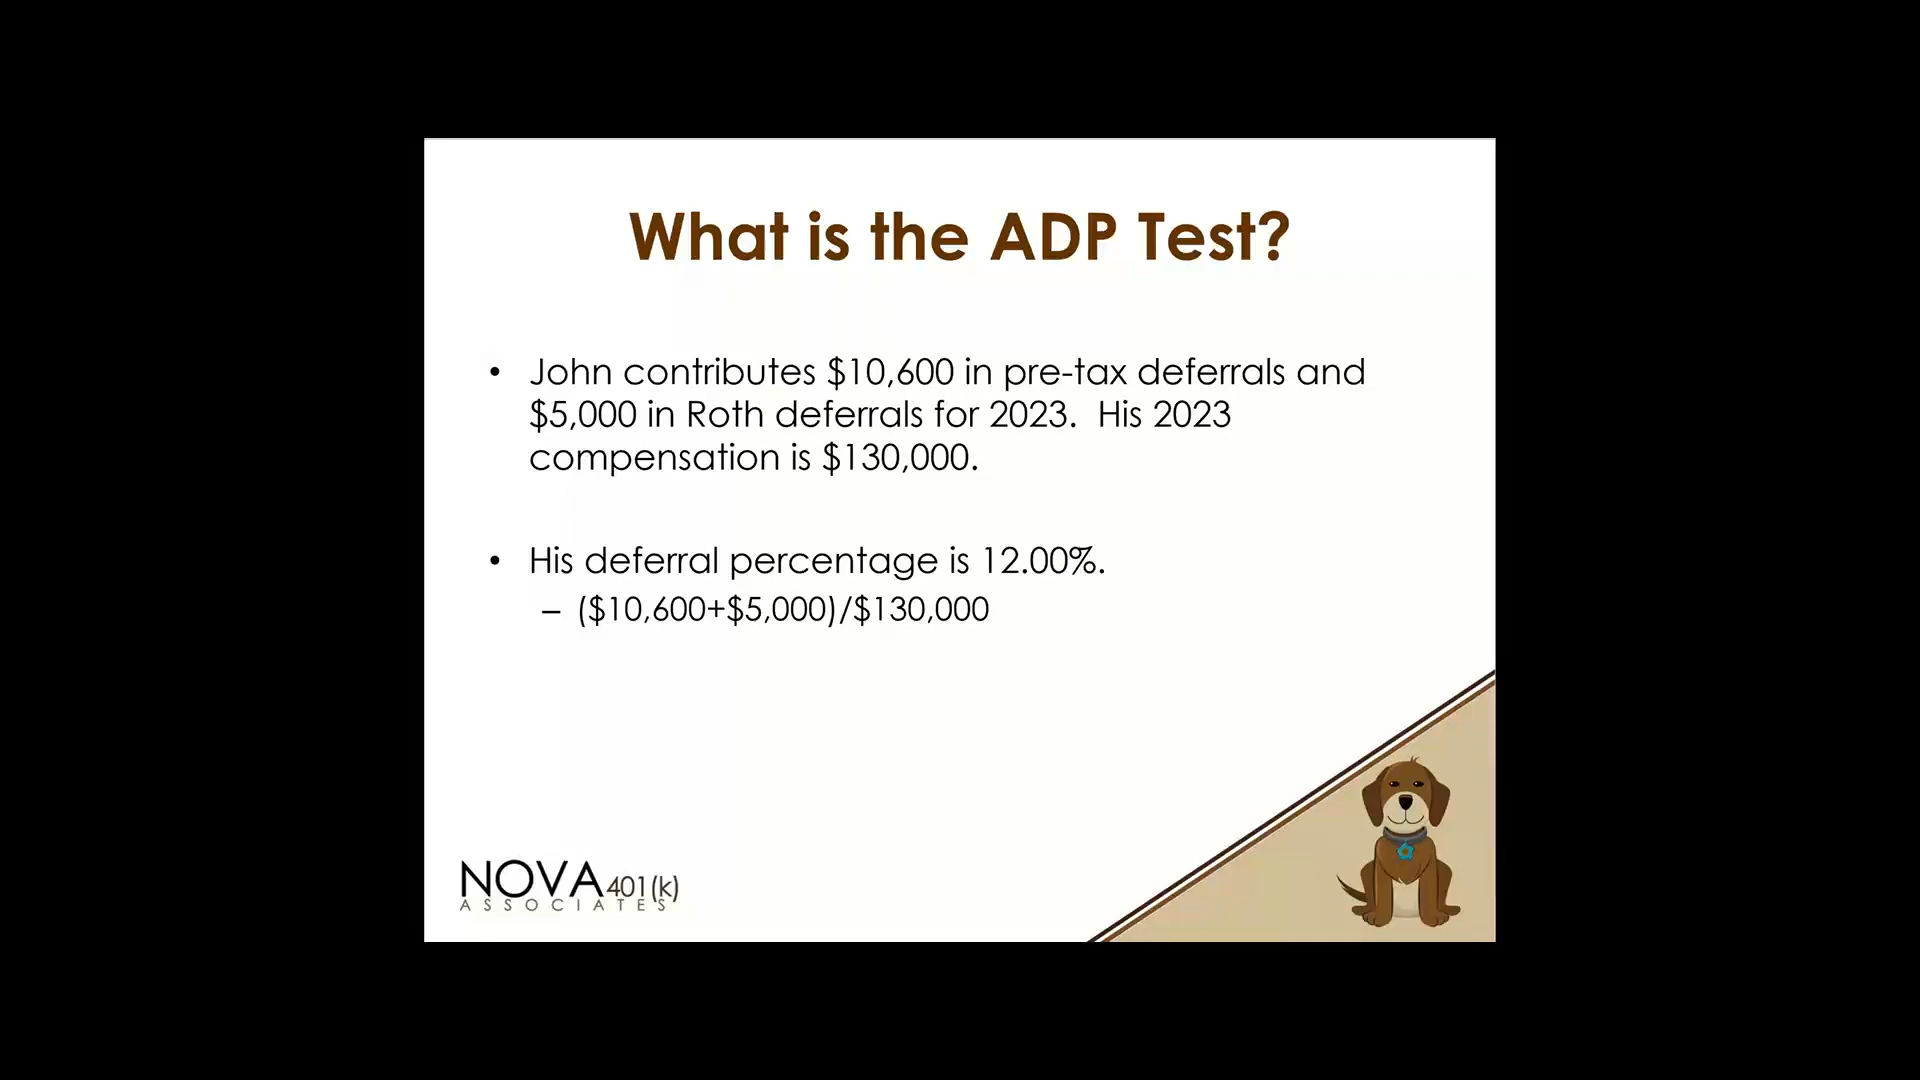 What is the ADP Test?
• John contributes $10,600 in pre-tax deferrals and
$5,000 in Roth deferrals for 2023.  His 2023
compensation is $130,000.
• His deferral percentage is 12.00%.
– ($10,600+$5,000)/$130,000
NOVA 401(k)
ASSOCIATES